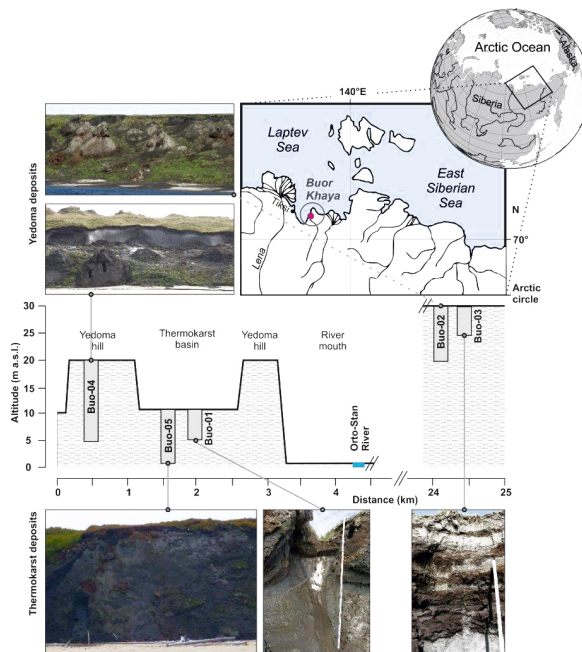 Arctic Ocean
Alaska
Siberia
140°E
Laptev
Sea
East
Siberian
Sea
Buor
Khaya
Tiksi
Lena
N
70°
Arctic
circle
Yedoma deposits
Altitude (m a.s.l.)
30
20
15
10
5
0
Yedoma
hill
Thermokarst
basin
Yedoma
hill
River
mouth
Buo-04
Buo-05
Buo-01
Buo-02
Buo-03
Orto-Stan
River
0
1
2
3
4
24
25
Distance (km)
Thermokarst deposits